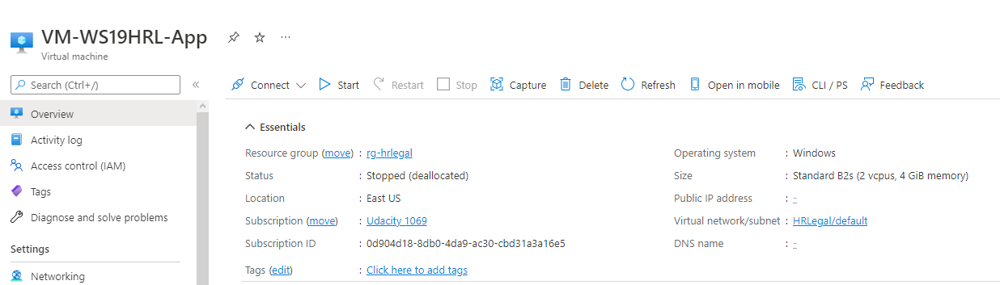 VM-WS19HRL-App
Virtual machine
Search (Ctrl+/)
Overview
Activity log
Access control (IAM)
Tags
Diagnose and solve problems
Settings
Networking
Connect Start Restart Stop Capture Delete Refresh Open in mobile CLI / PS Feedback
Essentials
Resource group (move) : rg-hrlegal
Status : Stopped (deallocated)
Location : East US
Subscription (move) : Udacity 1069
Subscription ID : 0d904d18-8db0-4da9-ac30-cbd31a3a16e5
Tags (edit) : Click here to add tags
Operating system : Windows
Size : Standard B2s (2 vcpus, 4 GiB memory)
Public IP address : -
Virtual network/subnet : HRLegal/default
DNS name : -